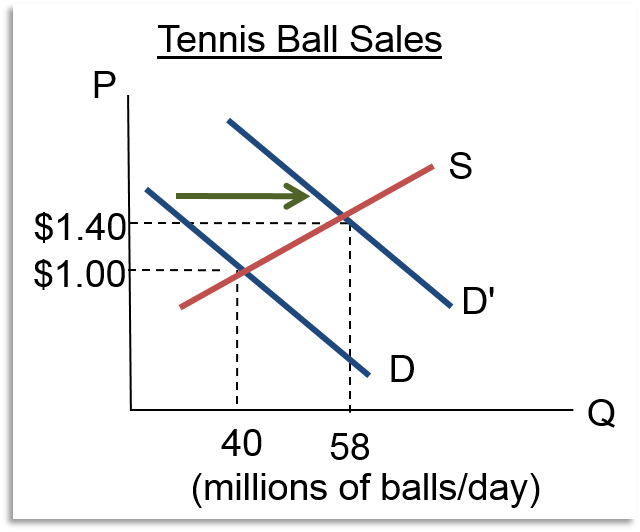 Tennis Ball Sales
P
S
$1.40
$1.00
D'
D
Q
40
58
(millions of balls/day)